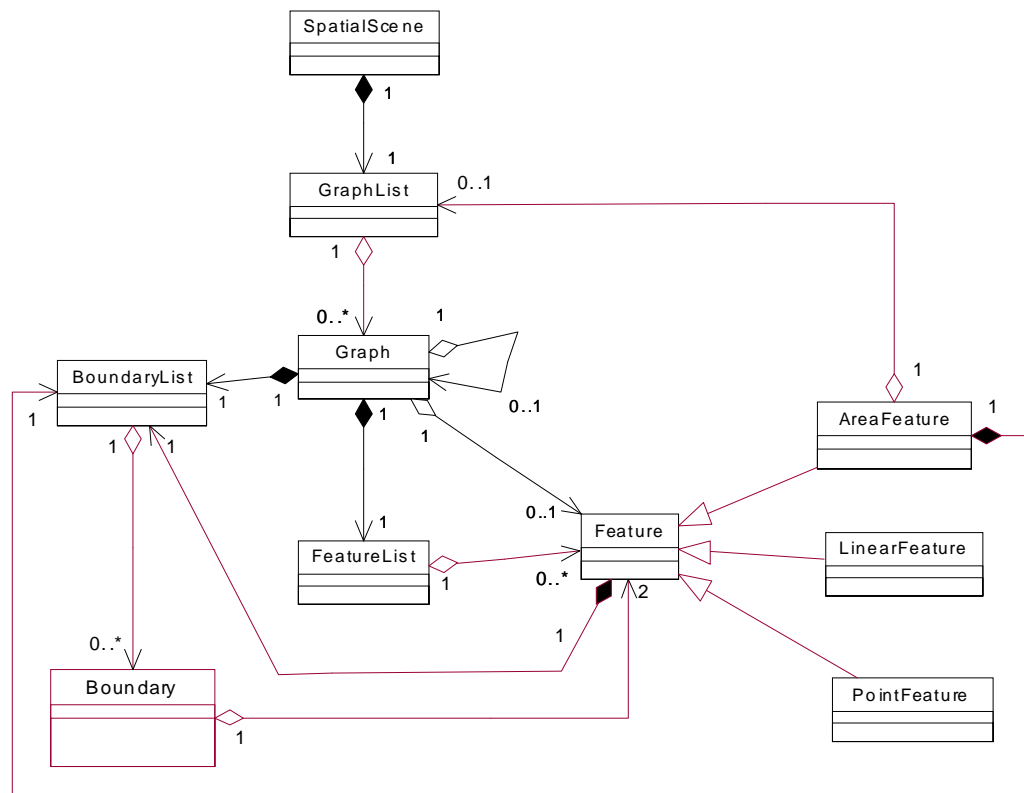 SpatialScene
1
1
GraphList
0..1
1
0..*
1
Graph
BoundaryList
1
1
1
1
0..1
1
AreaFeature
1
1
1
1
0..1
Feature
1
FeatureList
1
0..*
LinearFeature
2
1
0..*
Boundary
1
PointFeature